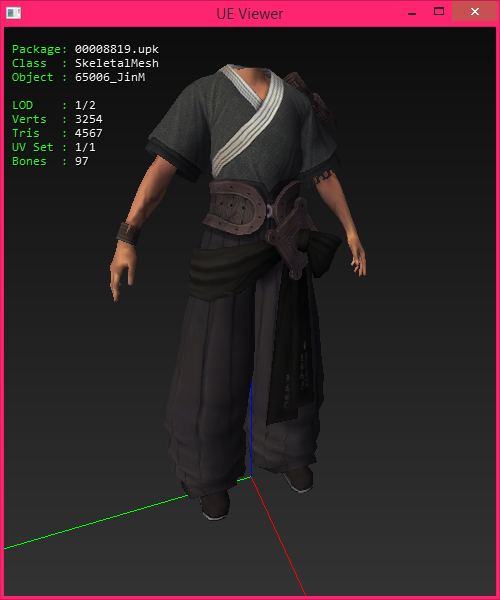 UE Viewer
Package: 00008819.upk
Class : SkeletalMesh
Object : 65006_JinM
LOD : 1/2
Verts : 3254
Tris : 4567
UV Set : 1/1
Bones : 97